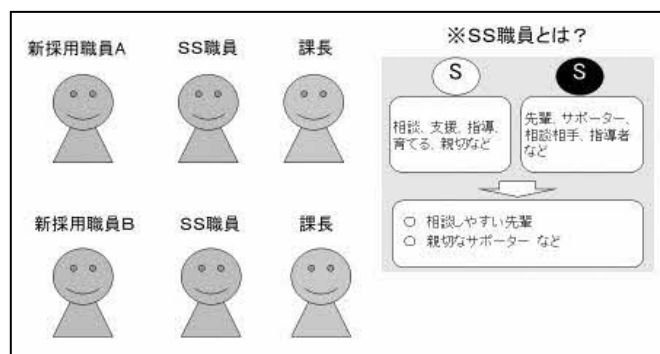 新採用職員A SS職員 課長
※SS職員とは？
S S
相談、支援、指導、
育てる、親切など
先輩、サポーター、
相談相手、指導者
など
○ 相談しやすい先輩
○ 親切なサポーター など
新採用職員B SS職員 課長